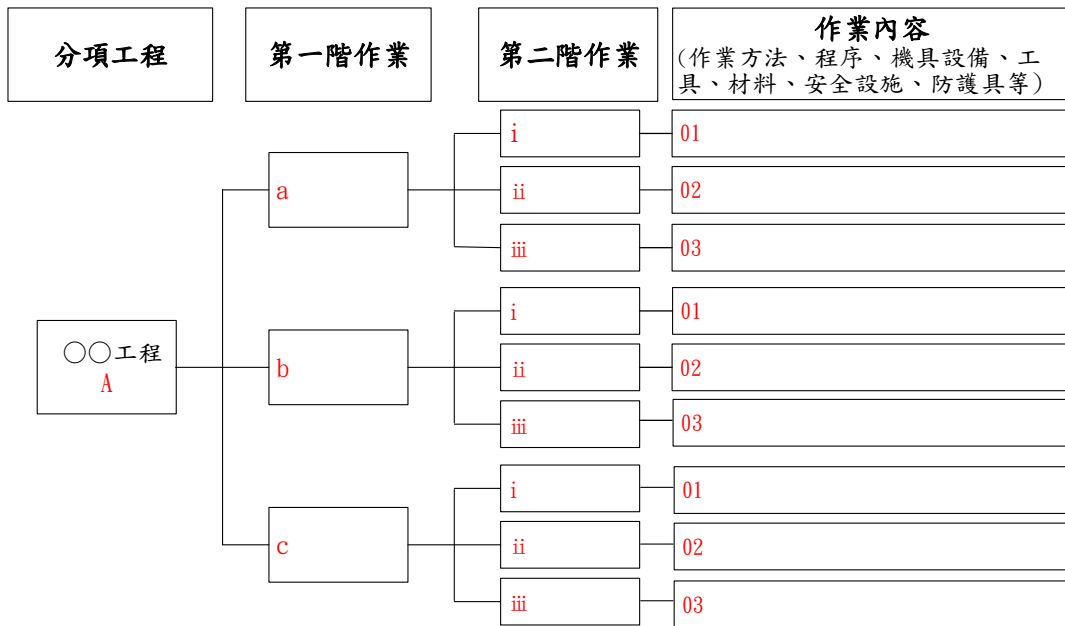 分項工程
第一階作業
第二階作業
作業內容
(作業方法、程序、機具設備、工
具、材料、安全設施、防護具等)
i
01
a
ii
02
iii
03
i
01
〇〇工程
A
b
ii
02
iii
03
i
01
c
ii
02
iii
03